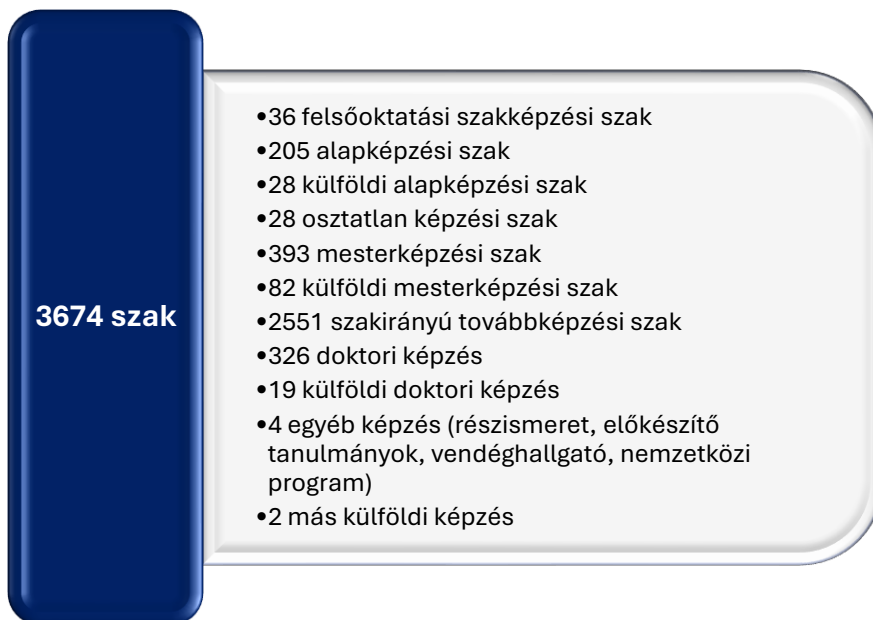 3674 szak
•36 felsőoktatási szakképzési szak
•205 alapképzési szak
•28 külföldi alapképzési szak
•28 osztatlan képzési szak
•393 mesterképzési szak
•82 külföldi mesterképzési szak
•2551 szakirányú továbbképzési szak
•326 doktori képzés
•19 külföldi doktori képzés
•4 egyéb képzés (részismeret, előkészítő
tanulmányok, vendéghallgató, nemzetközi
program)
•2 más külföldi képzés